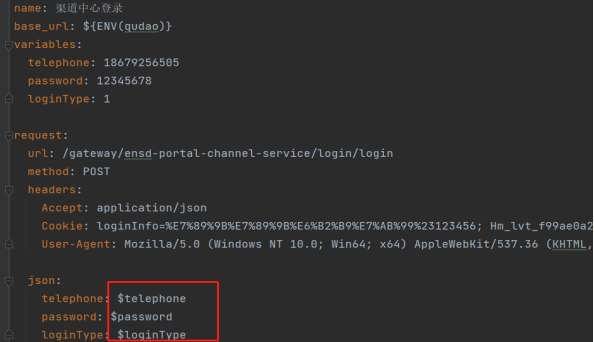 name: 渠道中心登录
base_url: ${ENV(qudao)}
variables:
telephone: 18679256505
password: 12345678
loginType: 1
request:
url: /gateway/ensd-portal-channel-service/login/login
method: POST
headers:
Accept: application/json
Cookie: loginInfo=%E7%89%9B%E7%89%9B%E6%B2%B9%E7%AB%99%23123456; Hm_lvt_f99ae0a2
User-Agent: Mozilla/5.0 (Windows NT 10.0; Win64; x64) AppleWebKit/537.36 (KHTML,
json:
telephone: $telephone
password: $password
loginType: $loginType